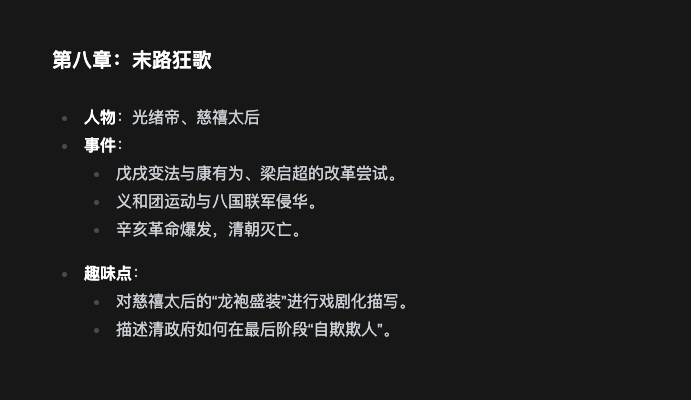 第八章：末路狂歌
人物：光绪帝、慈禧太后
事件：
戊戌变法与康有为、梁启超的改革尝试。
义和团运动与八国联军侵华。
辛亥革命爆发，清朝灭亡。
趣味点：
对慈禧太后的“龙袍盛装”进行戏剧化描写。
描述清政府如何在最后阶段“自欺欺人”。